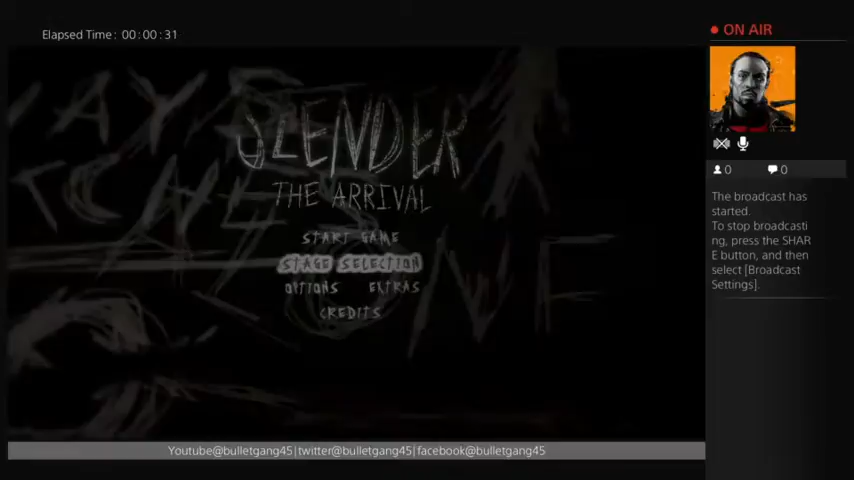 Elapsed Time: 00:00:31
ON AIR
SLENDER
THE ARRIVAL
START GAME
STAGE SELECTION
OPTIONS EXTRAS
CREDITS
0 0
The broadcast has
started.
To stop broadcasti
ng, press the SHAR
E button, and then
select [Broadcast
Settings].
Youtube@bulletgang45|twitter@bulletgang45|facebook@bulletgang45